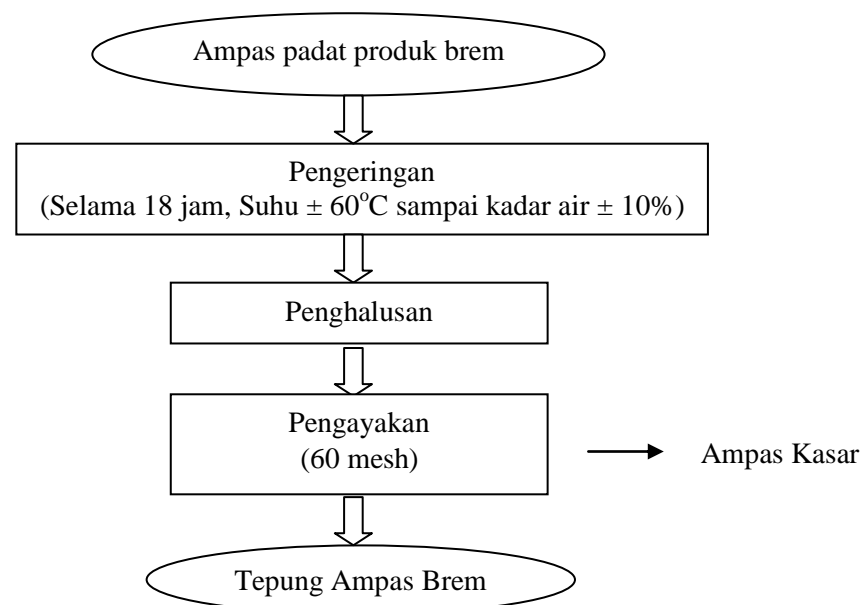 Ampas padat produk brem
Pengeringan
(Selama 18 jam, Suhu ± 60°C sampai kadar air ± 10%)
Penghalusan
Pengayakan
(60 mesh)
Ampas Kasar
Tepung Ampas Brem